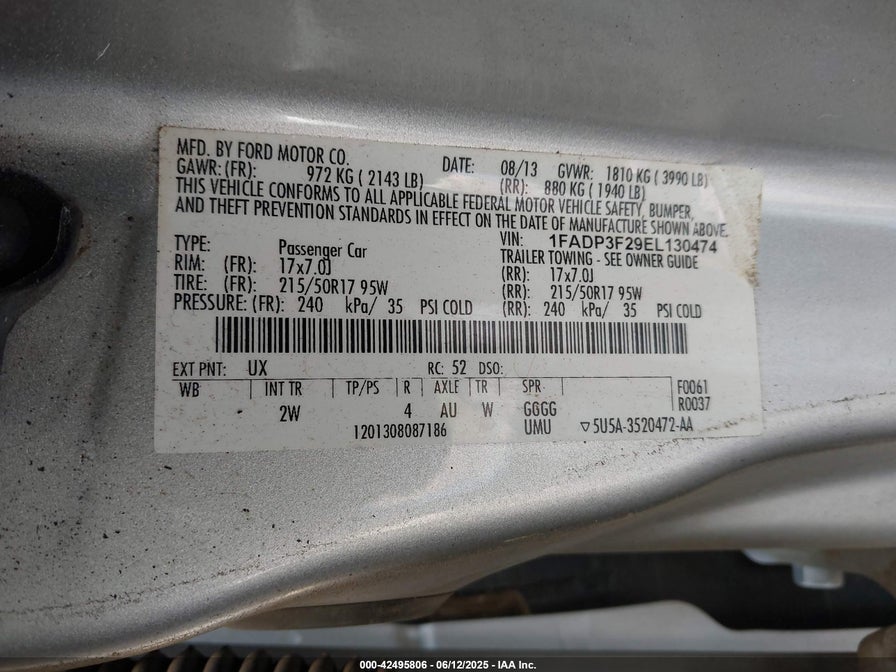 MFD. BY FORD MOTOR CO. DATE: 08/13 GVWR: 1810 KG ( 3990 LB)
GAWR: (FR): 972 KG ( 2143 LB) (RR): 880 KG ( 1940 LB)
THIS VEHICLE CONFORMS TO ALL APPLICABLE FEDERAL MOTOR VEHICLE SAFETY, BUMPER,
AND THEFT PREVENTION STANDARDS IN EFFECT ON THE DATE OF MANUFACTURE SHOWN ABOVE.
VIN: 1FADP3F29EL130474
TYPE: Passenger Car TRAILER TOWING - SEE OWNER GUIDE
RIM: (FR): 17x7.0J (RR): 17x7.0J
TIRE: (FR): 215/50R17 95W (RR): 215/50R17 95W
PRESSURE: (FR): 240 kPa/ 35 PSI COLD (RR): 240 kPa/ 35 PSI COLD
EXT PNT: UX RC: 52 DSO:
WB INT TR TP/PS R AXLE TR SPR F0061
R0037
2W 4 AU W GGGG
1201308087186 UMU ▽5U5A-3520472-AA
000-42495806 - 06/12/2025 - IAA Inc.